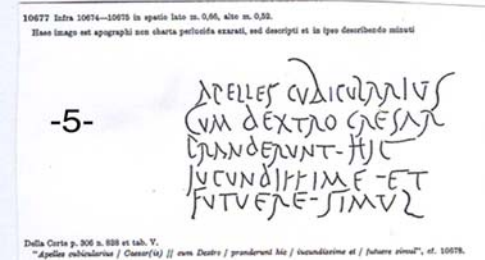 10677 Infra 10674—10675 in spatio lato m. 0,66, alto m. 0,52.
Haec imago est apographi non charta perlucida exarati, sed descripti et in ipso describendo minuti
-5-
APELLES CVBICVLARIVS
CVM DEXTRO CAESAR
PRANDERVNT-HIC
IVCVNDISSIME-ET
FVTVERE-SIMVL
Della Corte p. 306 n. 638 et tab. V.
"Apelles cubicularius / Caesar(is) // cum Dextro / pranderunt hic / iucundissime et / futuere simul", cf. 10678.